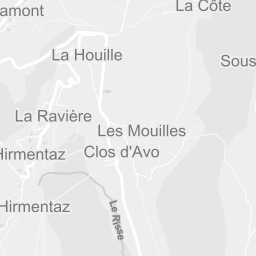 La Côte
amont
La Houille
Sous
La Ravière
Les Mouilles
Hirmentaz
Clos d'Avo
Hirmentaz
Le Risse